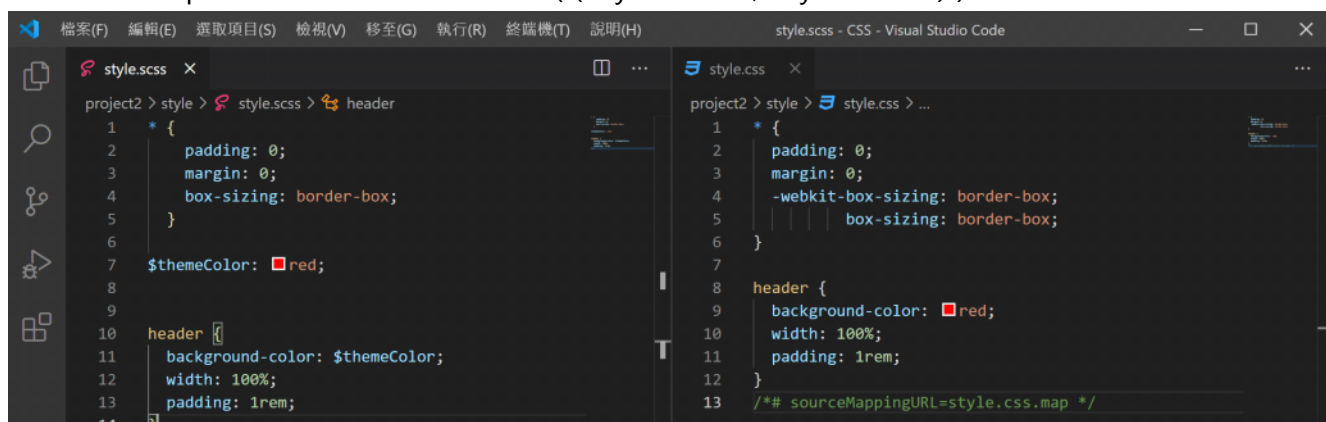 檔案(F) 編輯(E) 選取項目(S) 檢視(V) 移至(G) 執行(R) 終端機(T) 說明(H) style.scss - CSS - Visual Studio Code
style.scss
project2 > style > style.scss > header
1 * {
2 padding: 0;
3 margin: 0;
4 box-sizing: border-box;
5 }
6
7 $themeColor: red;
8
9
10 header {
11 background-color: $themeColor;
12 width: 100%;
13 padding: 1rem;
style.css
project2 > style > style.css > ...
1 * {
2 padding: 0;
3 margin: 0;
4 -webkit-box-sizing: border-box;
5 box-sizing: border-box;
6 }
7
8 header {
9 background-color: red;
10 width: 100%;
11 padding: 1rem;
12 }
13 /*# sourceMappingURL=style.css.map */